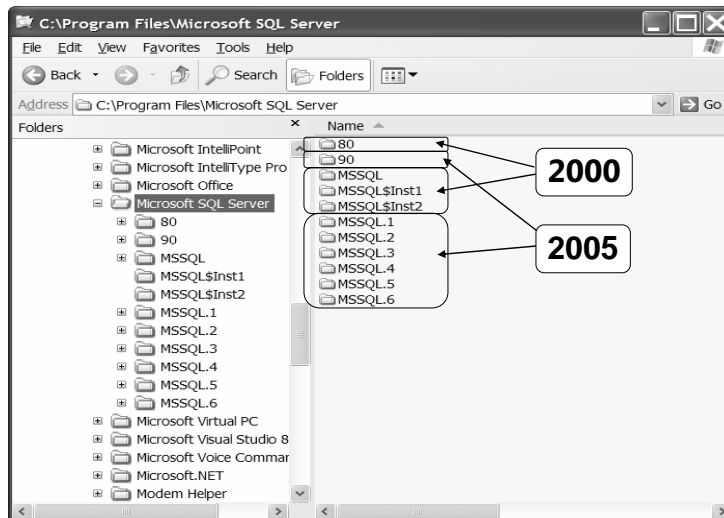 C:\Program Files\Microsoft SQL Server
File Edit View Favorites Tools Help
Back Search Folders
Address C:\Program Files\Microsoft SQL Server Go
Folders × Name
Microsoft IntelliPoint
Microsoft IntelliType Pro
Microsoft Office
Microsoft SQL Server
80
90
MSSQL
MSSQL$Inst1
MSSQL$Inst2
MSSQL.1
MSSQL.2
MSSQL.3
MSSQL.4
MSSQL.5
MSSQL.6
Microsoft Virtual PC
Microsoft Visual Studio 8
Microsoft Voice Commar
Microsoft.NET
Modem Helper
80
90
MSSQL
MSSQL$Inst1
MSSQL$Inst2
MSSQL.1
MSSQL.2
MSSQL.3
MSSQL.4
MSSQL.5
MSSQL.6
2000
2005